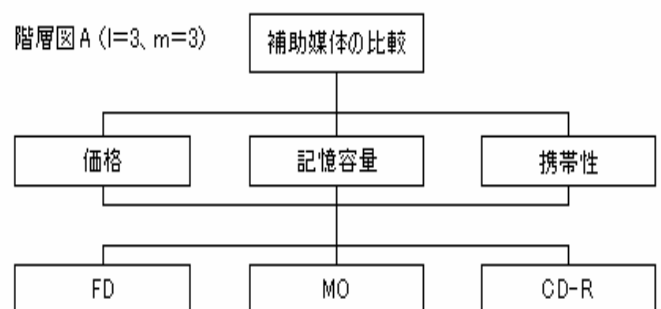 階層図A(l=3、m=3)
補助媒体の比較
価格 記憶容量 携帯性
FD MO CD-R